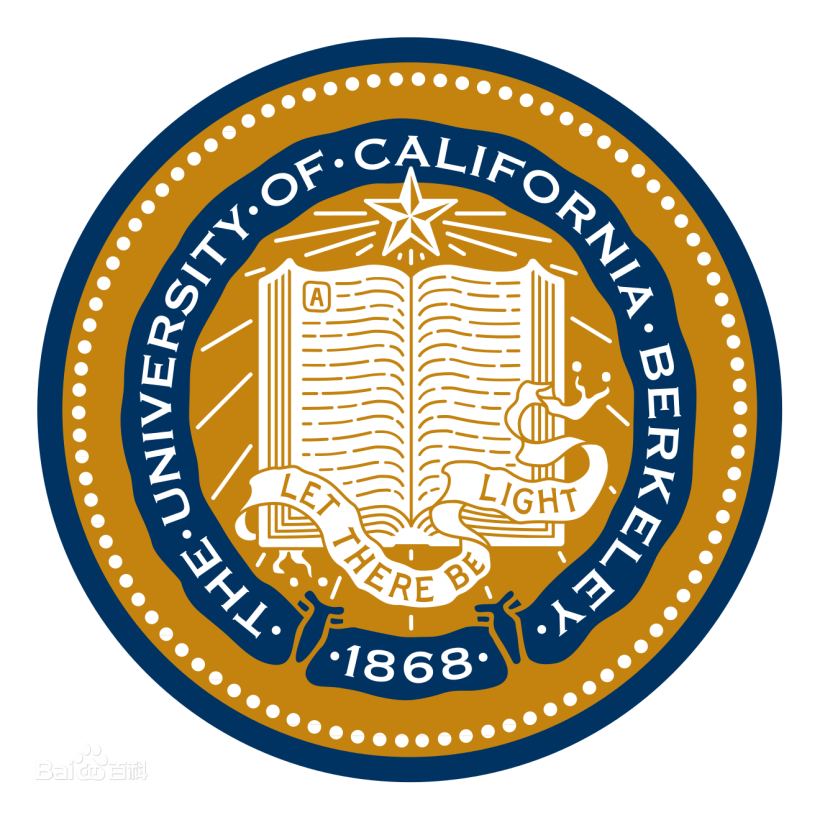 THE·UNIVERSITY·OF·CALIFORNIA·BERKELEY·
A
LET THERE BE LIGHT
·1868·
Bai百科